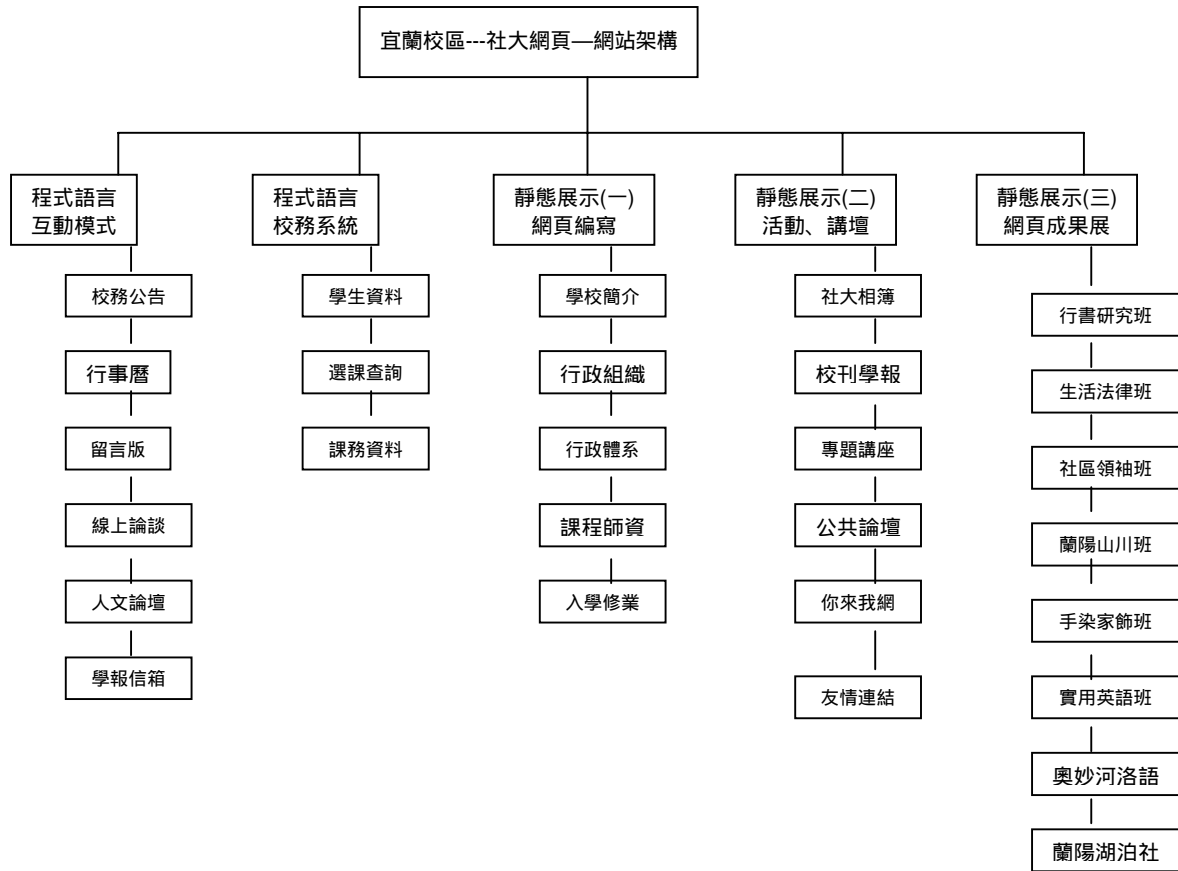 宜蘭校區---社大網頁—網站架構
程式語言
互動模式
校務公告
行事曆
留言版
線上論談
人文論壇
學報信箱
程式語言
校務系統
學生資料
選課查詢
課務資料
靜態展示(一)
網頁編寫
學校簡介
行政組織
行政體系
課程師資
入學修業
靜態展示(二)
活動、講壇
社大相簿
校刊學報
專題講座
公共論壇
你來我網
友情連結
靜態展示(三)
網頁成果展
行書研究班
生活法律班
社區領袖班
蘭陽山川班
手染家飾班
實用英語班
奧妙河洛語
蘭陽湖泊社